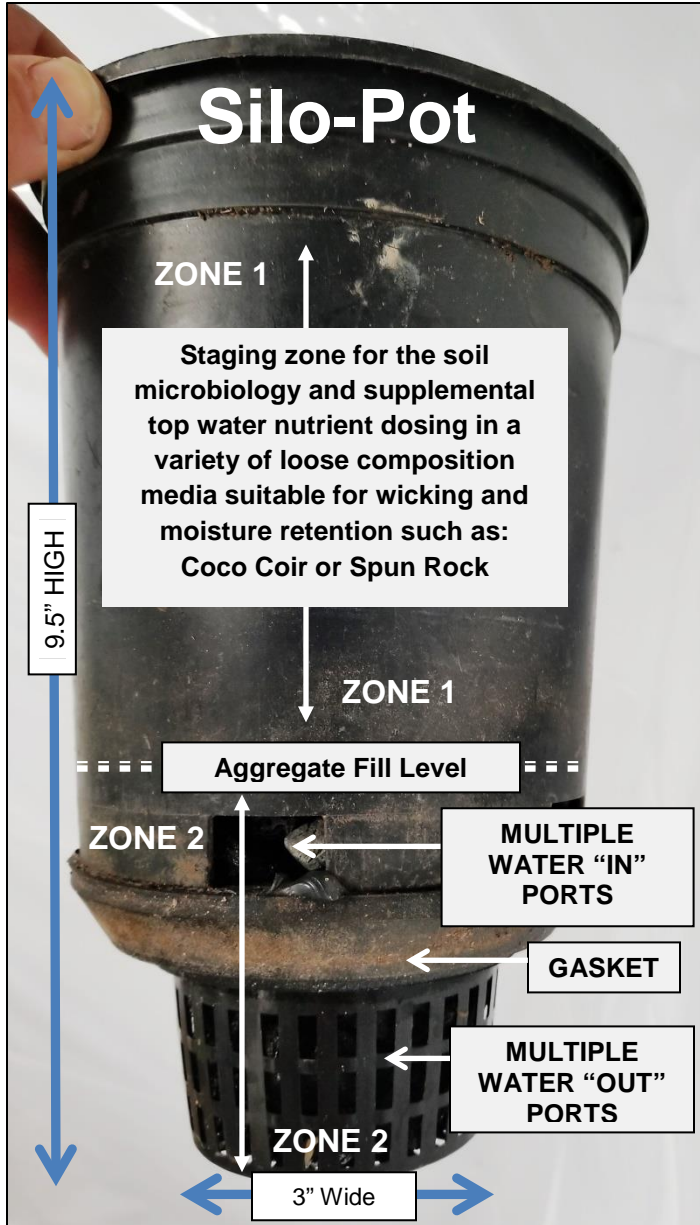 Silo-Pot
ZONE 1
Staging zone for the soil
microbiology and supplemental
top water nutrient dosing in a
variety of loose composition
media suitable for wicking and
moisture retention such as:
Coco Coir or Spun Rock
9.5” HIGH
ZONE 1
Aggregate Fill Level
ZONE 2
MULTIPLE
WATER “IN”
PORTS
GASKET
MULTIPLE
WATER “OUT”
PORTS
ZONE 2
3” Wide